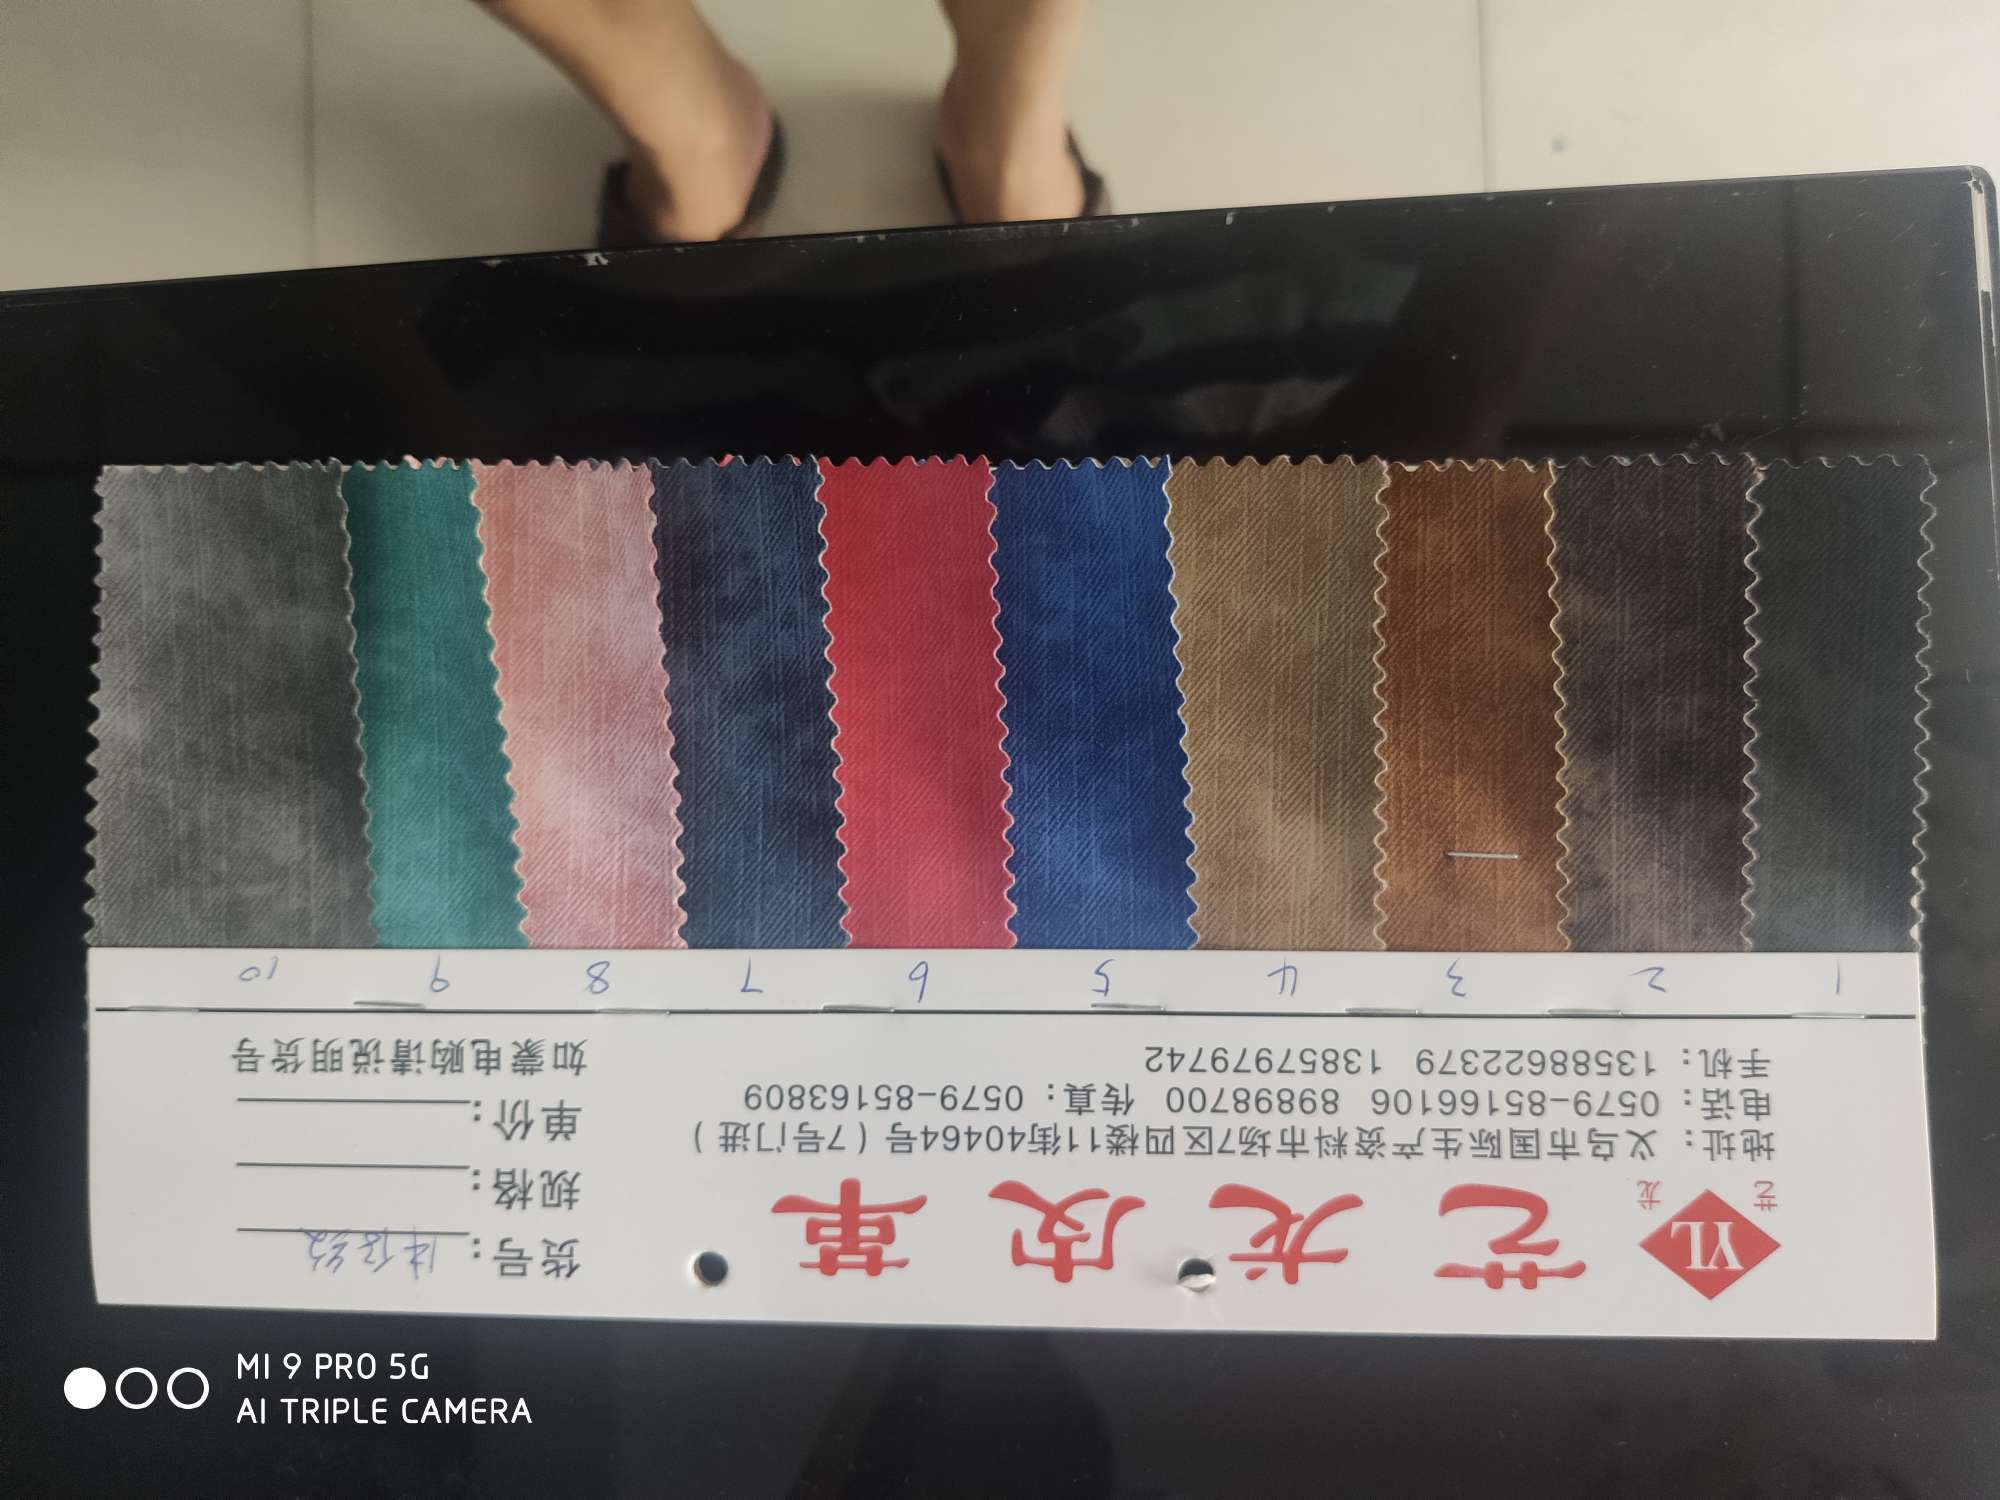 YL
艺 龙
艺龙皮革
地址：义乌市国际生产资料市场7区四楼11街40464号（7号门进）
电话：0579-85166106 89898700 传真：0579-85163809
手机：13588622379 13857979742
货号：
规格：
单价：
如蒙电购请说明货号
1 2 3 4 5 6 7 8 9 10
MI 9 PRO 5G
AI TRIPLE CAMERA